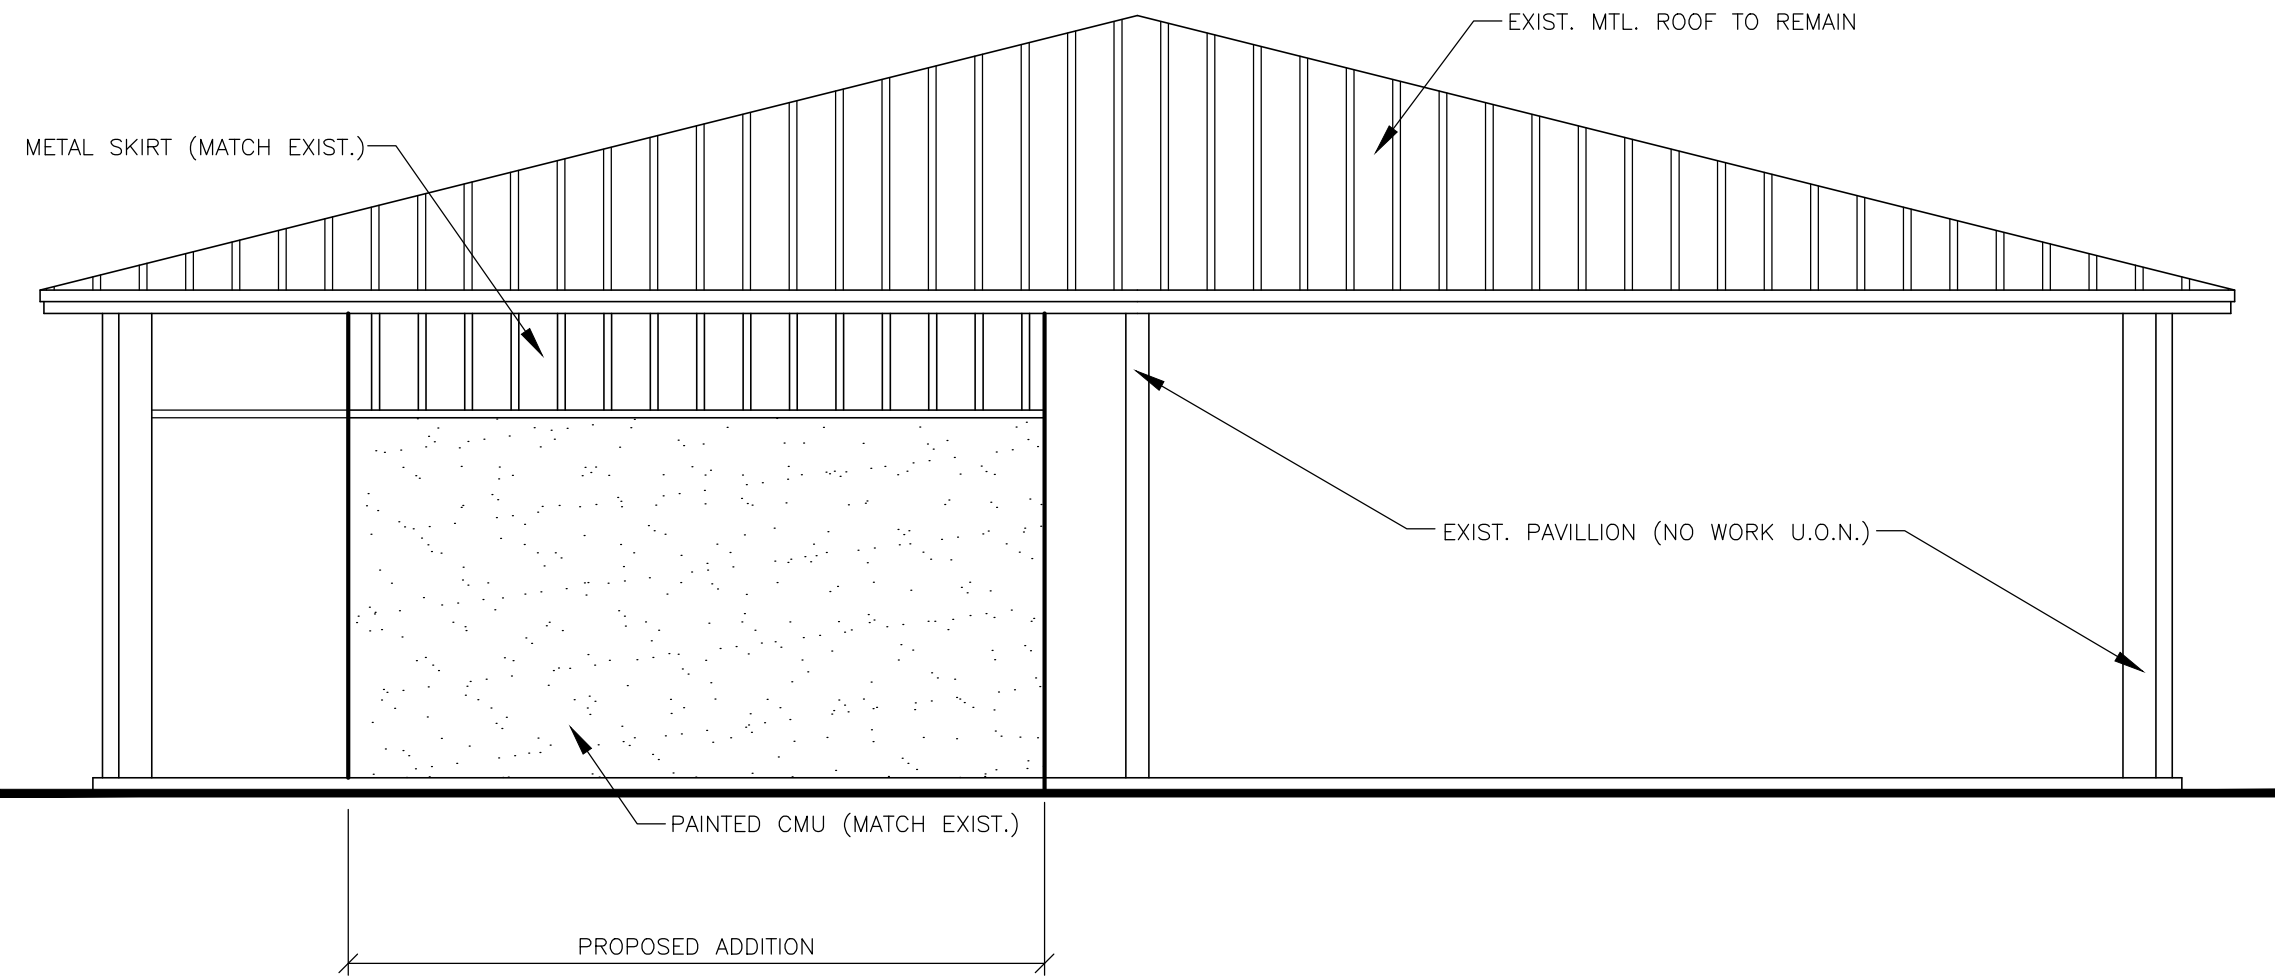 EXIST. MTL. ROOF TO REMAIN
METAL SKIRT (MATCH EXIST.)
EXIST. PAVILLION (NO WORK U.O.N.)
PAINTED CMU (MATCH EXIST.)
PROPOSED ADDITION